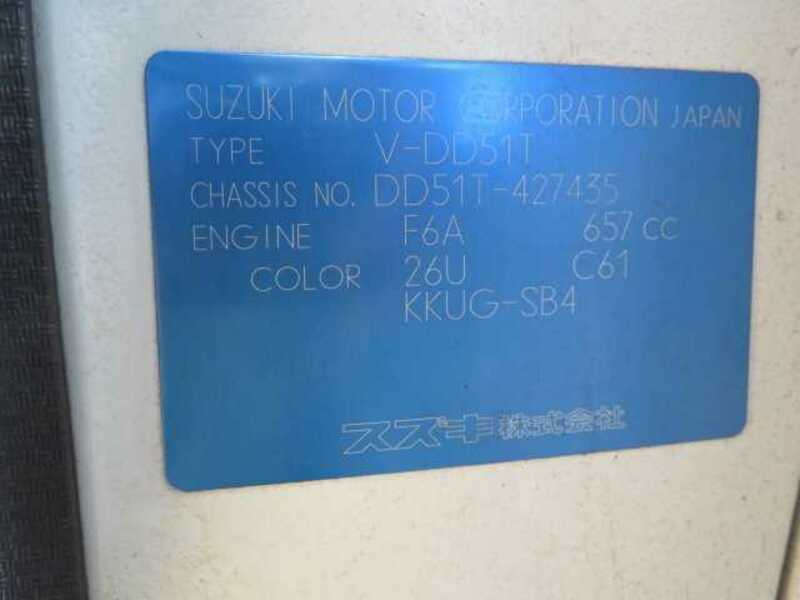 SUZUKI MOTOR CORPORATION JAPAN
TYPE V-DD51T
CHASSIS NO. DD51T-427435
ENGINE F6A 657 CC
COLOR 26U C61
KKUG-SB4
スズキ株式会社